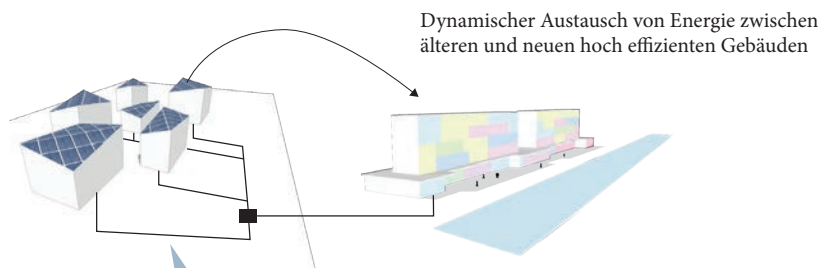 Dynamischer Austausch von Energie zwischen
älteren und neuen hoch effizienten Gebäuden